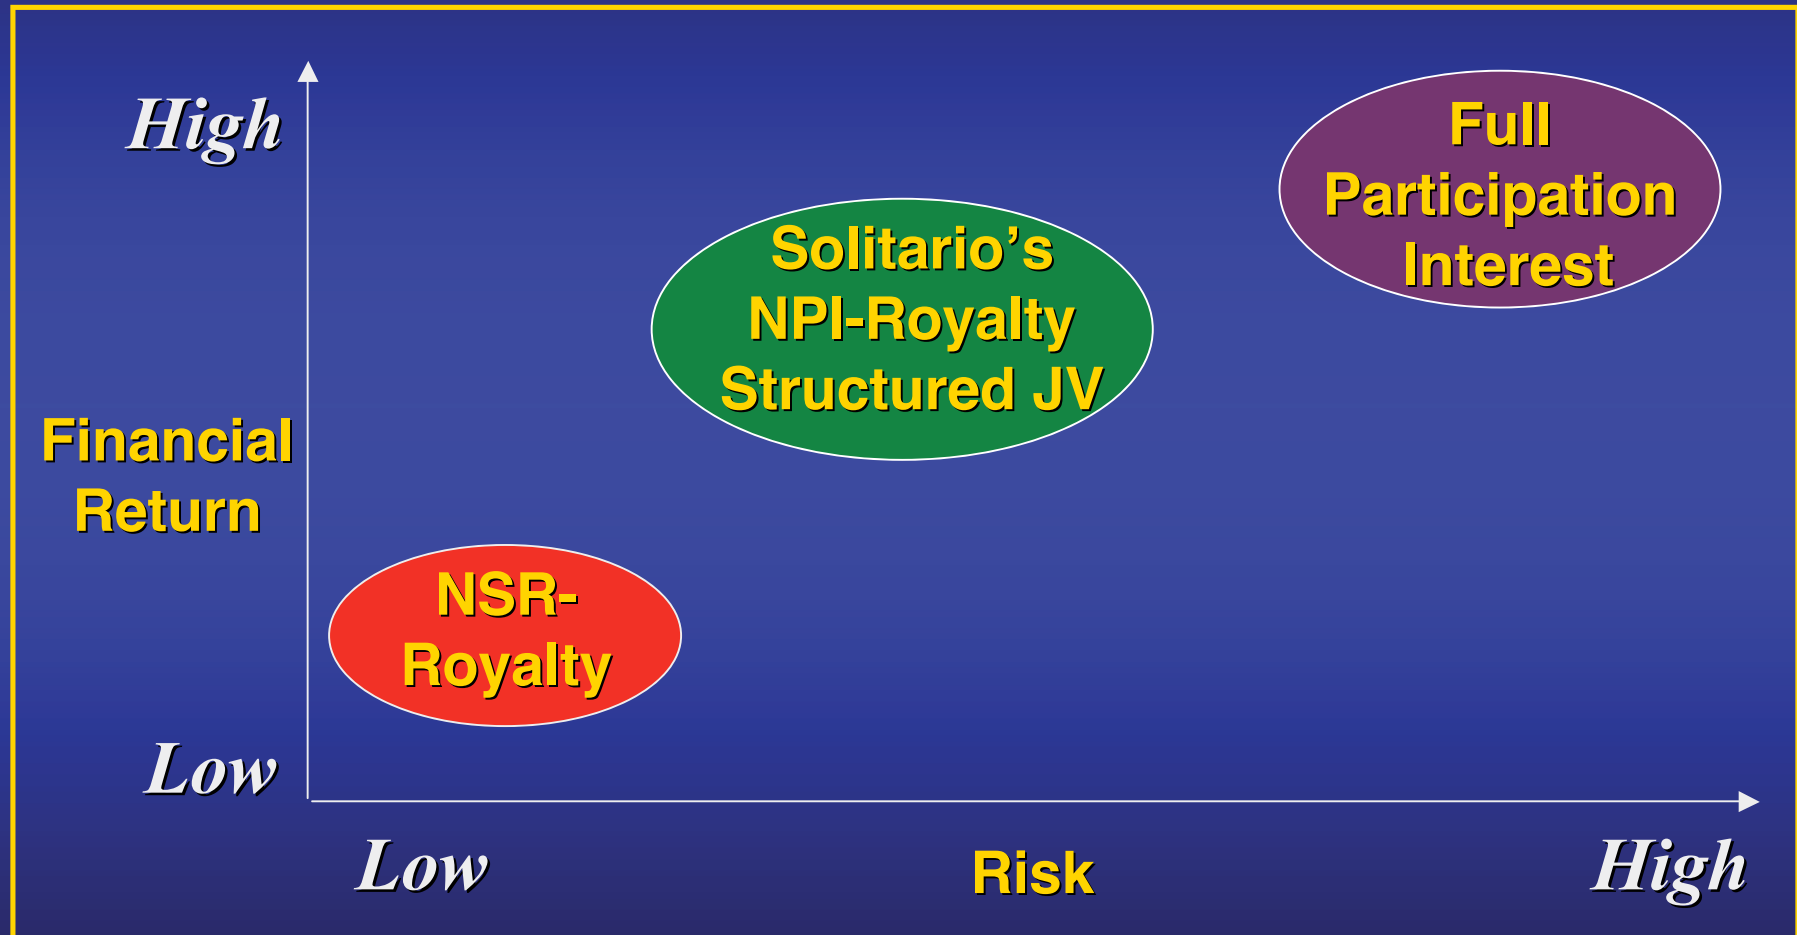 High
Full
Participation
Interest
Solitario’s
NPI-Royalty
Structured JV
Financial
Return
NSR-
Royalty
Low
Low
Risk
High